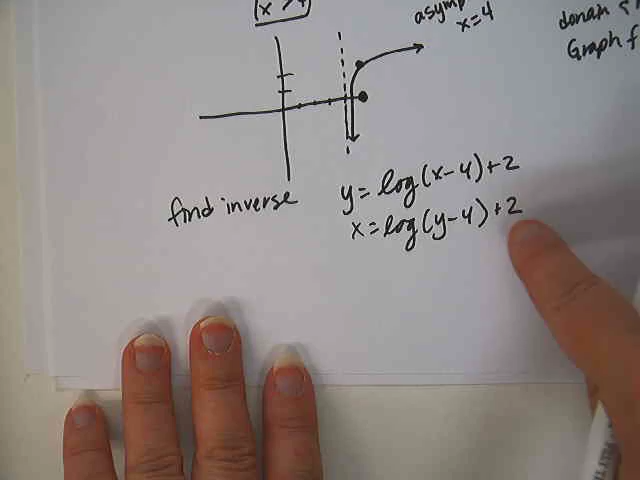 asymp
x=4
Graph f
find inverse
y = log(x-4)+2
x = log(y-4)+2